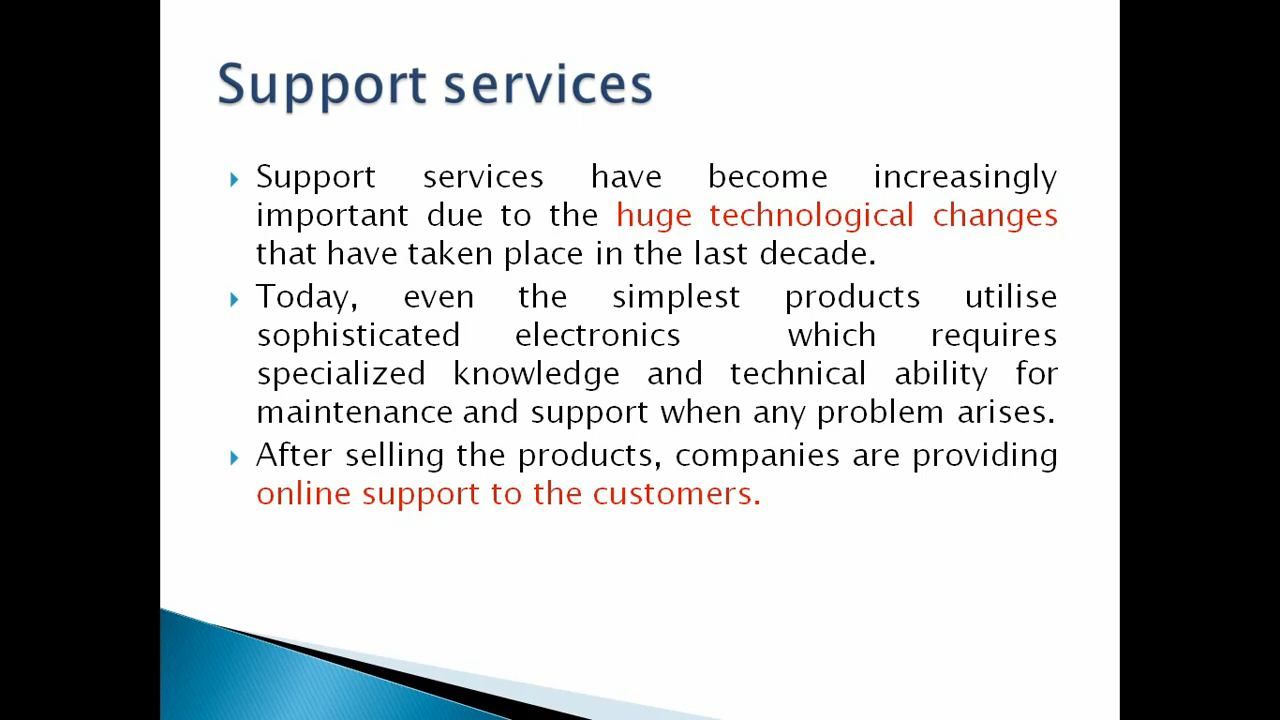 Support services
Support services have become increasingly
important due to the huge technological changes
that have taken place in the last decade.
Today, even the simplest products utilise
sophisticated electronics which requires
specialized knowledge and technical ability for
maintenance and support when any problem arises.
After selling the products, companies are providing
online support to the customers.